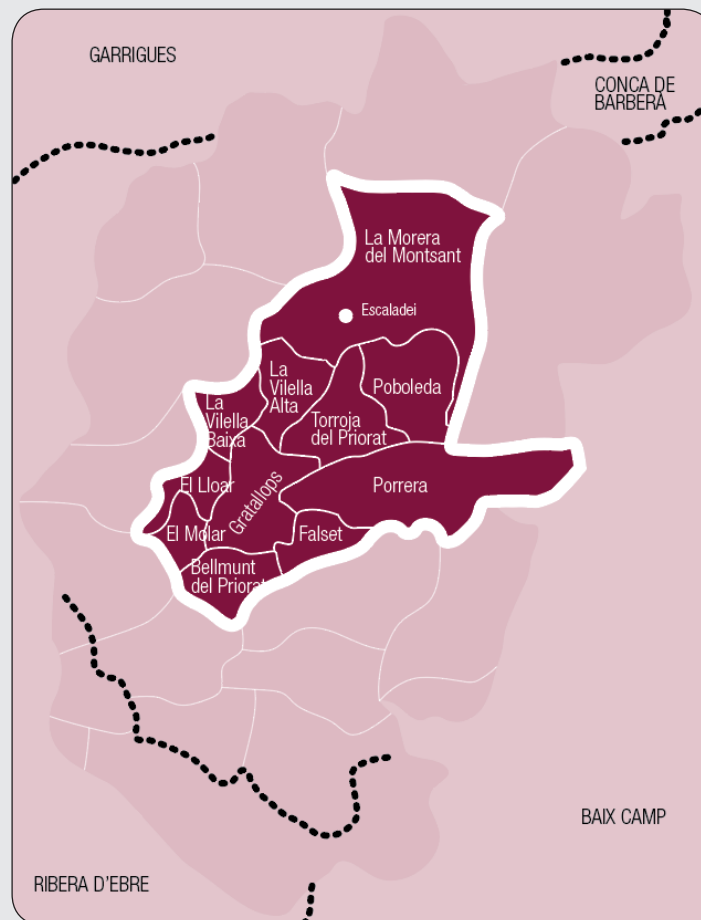 GARRIGUES
CONCA DE
BARBERÀ
La Morera
del Montsant
Escaladei
La
Vilella
Alta
Poboleda
La
Vilella
Baixa
Torroja
del Priorat
El Lloar
Gratallops
Porrera
El Molar
Falset
Bellmunt
del Priorat
BAIX CAMP
RIBERA D'EBRE